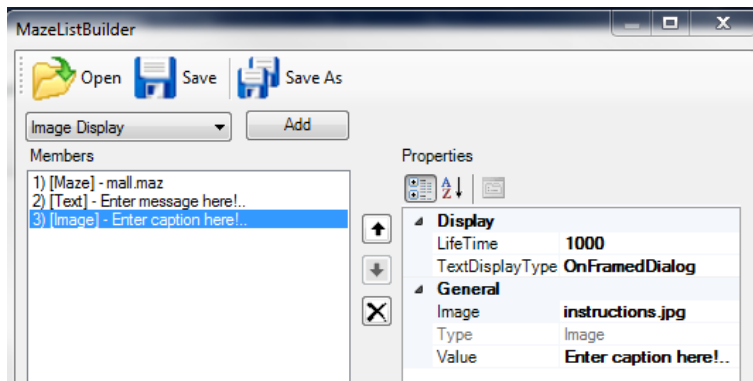 MazeListBuilder
Open Save Save As
Image Display Add
Members Properties
1) [Maze] - mall.maz
2) [Text] - Enter message here!..
3) [Image] - Enter caption here!..
A Z
Display
LifeTime 1000
TextDisplayType OnFramedDialog
General
Image instructions.jpg
Type Image
Value Enter caption here!..